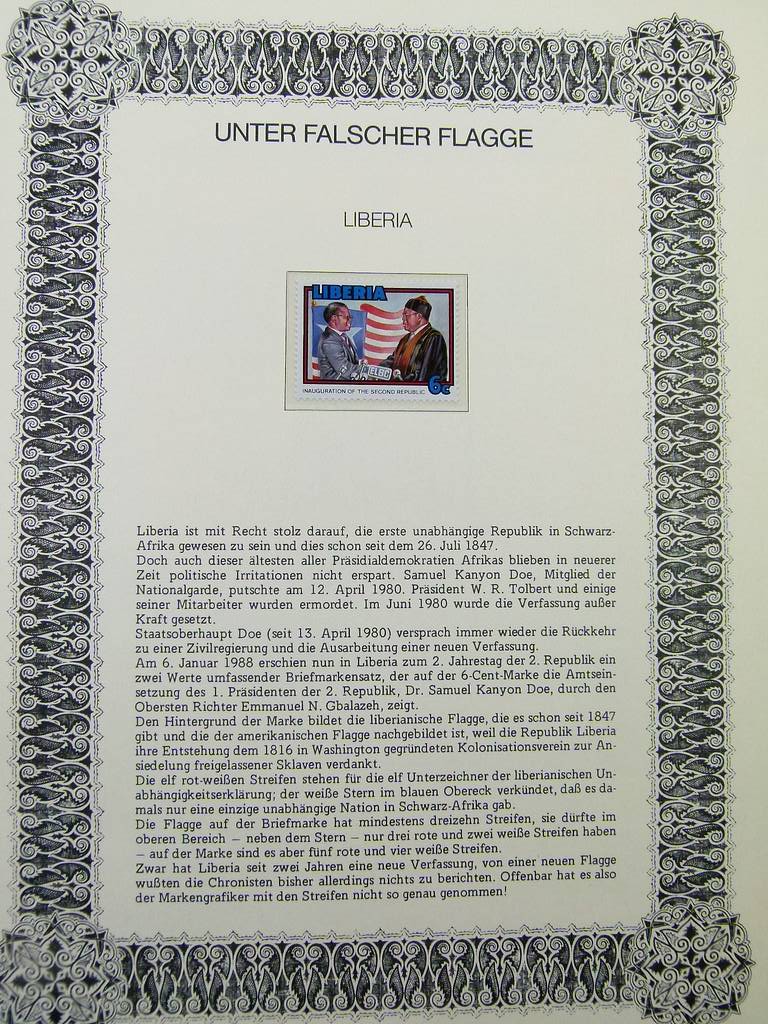 UNTER FALSCHER FLAGGE
LIBERIA
LIBERIA
ELBC
6c
INAUGURATION OF THE SECOND REPUBLIC
Liberia ist mit Recht stolz darauf, die erste unabhängige Republik in Schwarz-
Afrika gewesen zu sein und dies schon seit dem 26. Juli 1847.
Doch auch dieser ältesten aller Präsidialdemokratien Afrikas blieben in neuerer
Zeit politische Irritationen nicht erspart. Samuel Kanyon Doe, Mitglied der
Nationalgarde, putschte am 12. April 1980. Präsident W. R. Tolbert und einige
seiner Mitarbeiter wurden ermordet. Im Juni 1980 wurde die Verfassung außer
Kraft gesetzt.
Staatsoberhaupt Doe (seit 13. April 1980) versprach immer wieder die Rückkehr
zu einer Zivilregierung und die Ausarbeitung einer neuen Verfassung.
Am 6. Januar 1988 erschien nun in Liberia zum 2. Jahrestag der 2. Republik ein
zwei Werte umfassender Briefmarkensatz, der auf der 6-Cent-Marke die Amtsein-
setzung des 1. Präsidenten der 2. Republik, Dr. Samuel Kanyon Doe, durch den
Obersten Richter Emmanuel N. Gbalazeh, zeigt.
Den Hintergrund der Marke bildet die liberianische Flagge, die es schon seit 1847
gibt und die der amerikanischen Flagge nachgebildet ist, weil die Republik Liberia
ihre Entstehung dem 1816 in Washington gegründeten Kolonisationsverein zur An-
siedelung freigelassener Sklaven verdankt.
Die elf rot-weißen Streifen stehen für die elf Unterzeichner der liberianischen Un-
abhängigkeitserklärung; der weiße Stern im blauen Obereck verkündet, daß es da-
mals nur eine einzige unabhängige Nation in Schwarz-Afrika gab.
Die Flagge auf der Briefmarke hat mindestens dreizehn Streifen, sie dürfte im
oberen Bereich – neben dem Stern – nur drei rote und zwei weiße Streifen haben
– auf der Marke sind es aber fünf rote und vier weiße Streifen.
Zwar hat Liberia seit zwei Jahren eine neue Verfassung, von einer neuen Flagge
wußten die Chronisten bisher allerdings nichts zu berichten. Offenbar hat es also
der Markengrafiker mit den Streifen nicht so genau genommen!